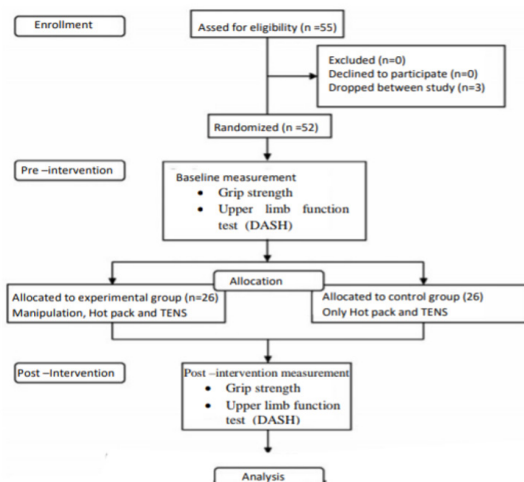 Enrollment
Assed for eligibility (n =55)
Excluded (n=0)
Declined to participate (n=0)
Dropped between study (n=3)
Randomized (n =52)
Pre –intervention
Baseline measurement
• Grip strength
• Upper limb function
test (DASH)
Allocation
Allocated to experimental group (n=26)
Manipulation, Hot pack and TENS
Allocated to control group (26)
Only Hot pack and TENS
Post –Intervention
Post –intervention measurement
• Grip strength
• Upper limb function
test (DASH)
Analysis